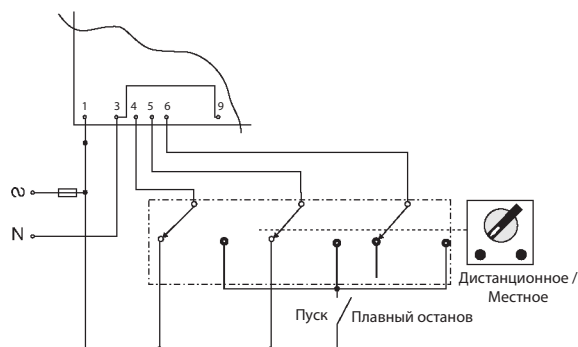 1 3 4 5 6 9
N
Дистанционное /
Местное
Пуск Плавный останов